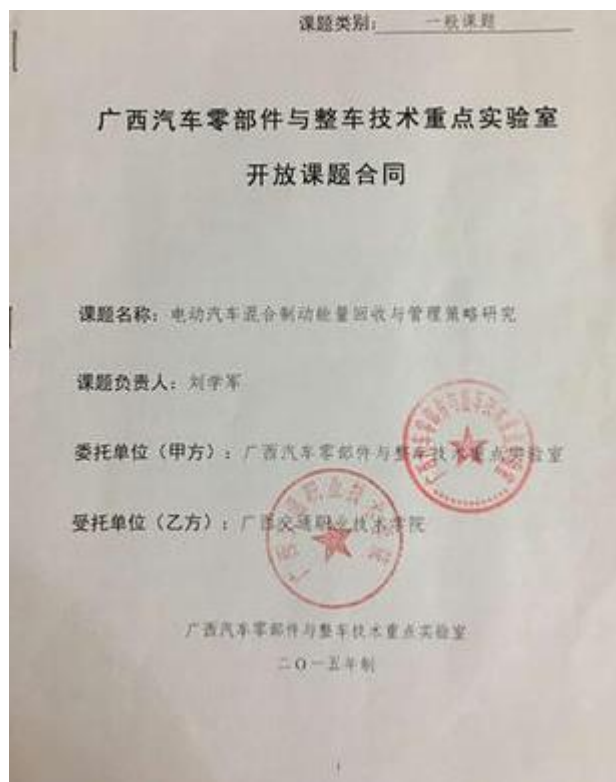 课题类别：一般课题
广西汽车零部件与整车技术重点实验室
开放课题合同
课题名称：电动汽车混合制动能量回收与管理策略研究
课题负责人：刘学军
委托单位（甲方）：广西汽车零部件与整车技术重点实验室
受托单位（乙方）：广西交通职业技术学院
广西汽车零部件与整车技术重点实验室
二〇一五年制
1